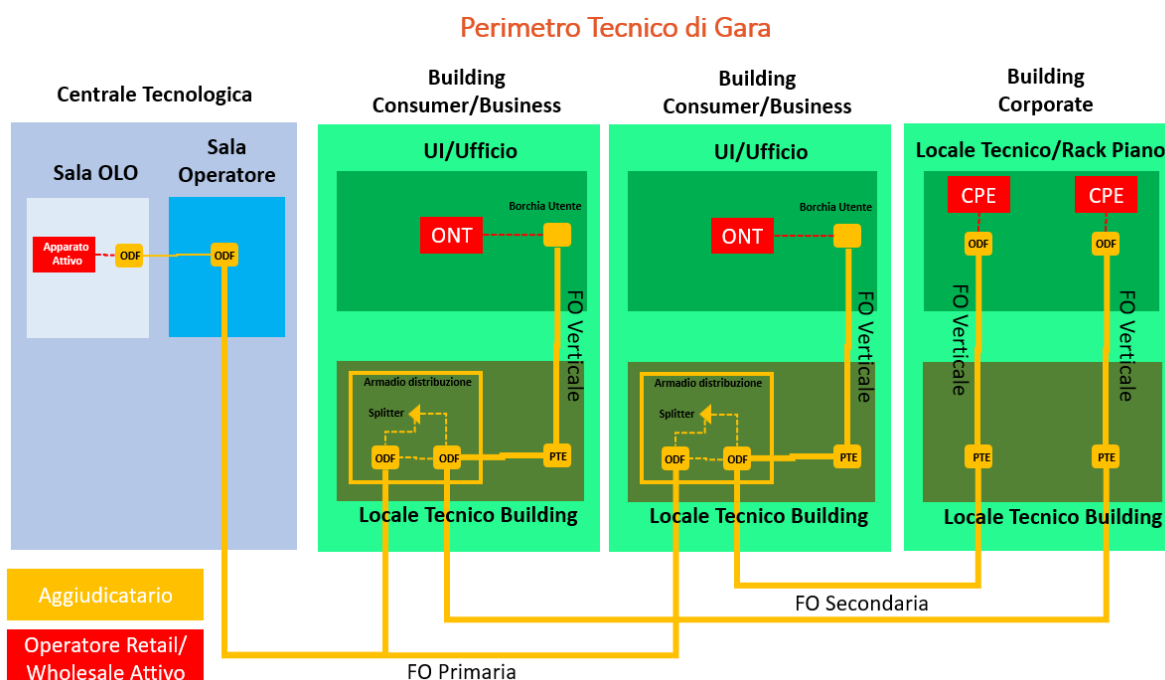 Perimetro Tecnico di Gara
Centrale Tecnologica
Sala OLO
Sala
Operatore
Apparato
Attivo
ODF
ODF
Building
Consumer/Business
UI/Ufficio
Borchia Utente
ONT
FO Verticale
Armadio distribuzione
Splitter
ODF
ODF
PTE
Locale Tecnico Building
Building
Consumer/Business
UI/Ufficio
Borchia Utente
ONT
FO Verticale
Armadio distribuzione
Splitter
ODF
ODF
PTE
Locale Tecnico Building
Building
Corporate
Locale Tecnico/Rack Piano
CPE
CPE
ODF
ODF
FO Verticale
FO Verticale
PTE
PTE
Locale Tecnico Building
FO Secondaria
FO Primaria
Aggiudicatario
Operatore Retail/
Wholesale Attivo